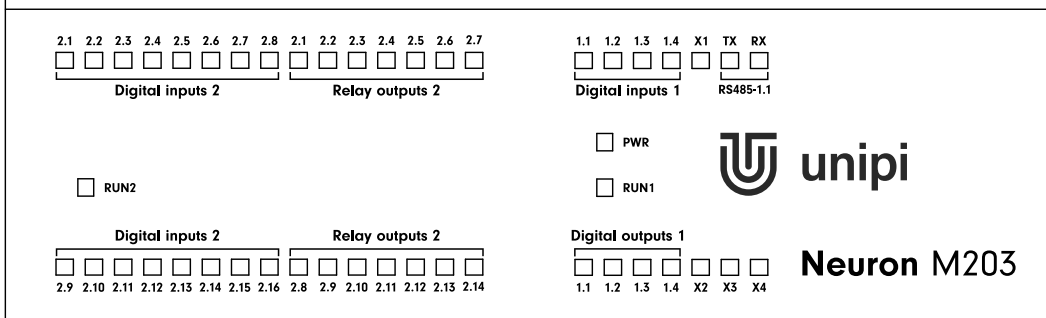 2.1 2.2 2.3 2.4 2.5 2.6 2.7 2.8 2.1 2.2 2.3 2.4 2.5 2.6 2.7 1.1 1.2 1.3 1.4 X1 TX RX
Digital inputs 2 Relay outputs 2 Digital inputs 1 RS485-1.1
PWR
unipi
RUN2 RUN1
Digital inputs 2 Relay outputs 2 Digital outputs 1
Neuron M203
2.9 2.10 2.11 2.12 2.13 2.14 2.15 2.16 2.8 2.9 2.10 2.11 2.12 2.13 2.14 1.1 1.2 1.3 1.4 X2 X3 X4